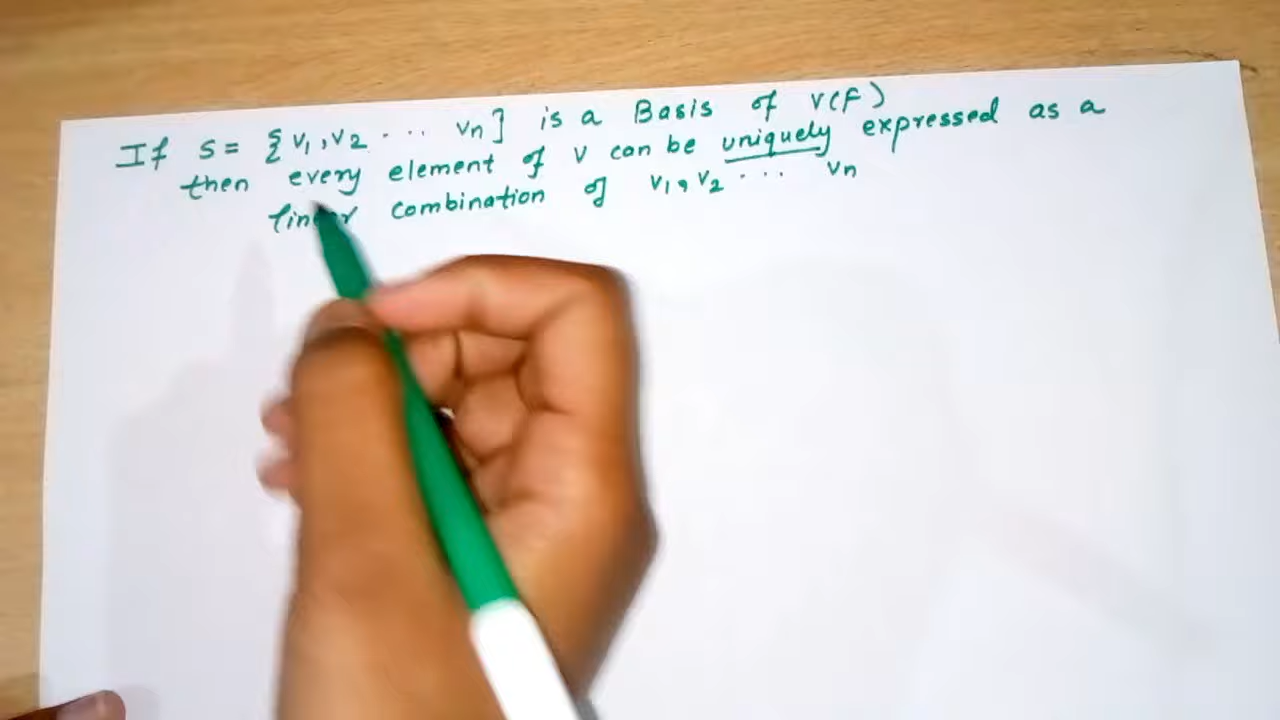 If S = {v1, v2 ... vn} is a Basis of V(F)
then every element of V can be uniquely expressed as a
linear combination of v1, v2 ... vn